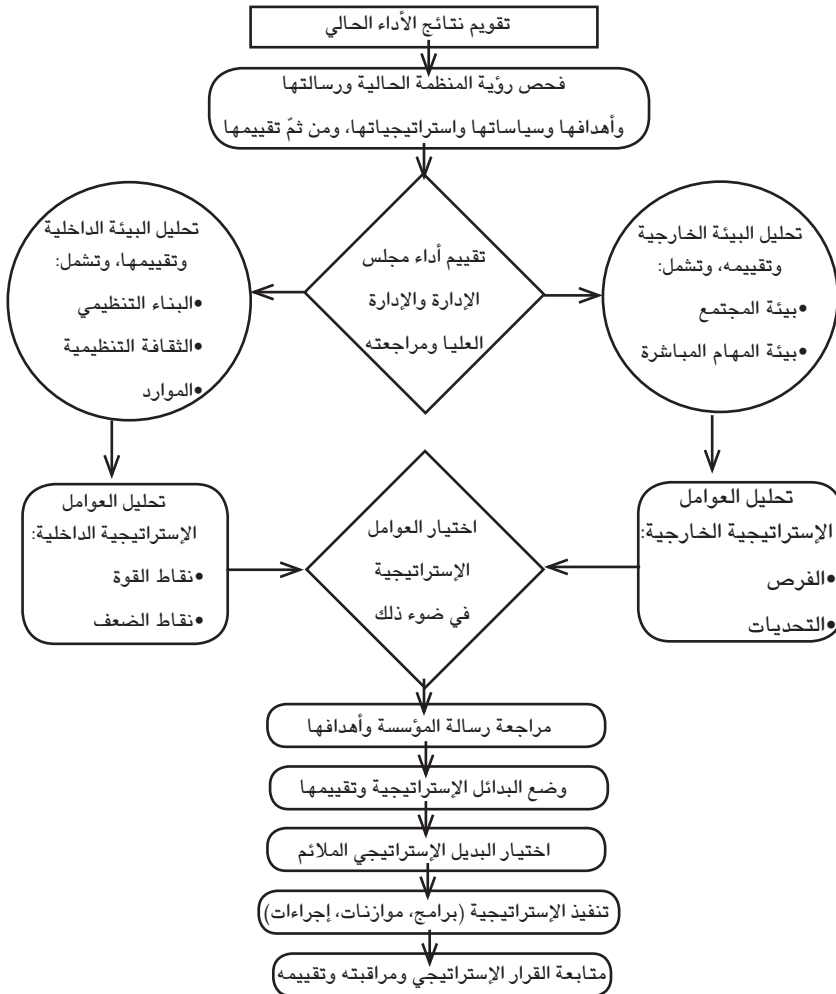 تقويم نتائج الأداء الحالي
فحص رؤية المنظمة الحالية ورسالتها
وأهدافها وسياساتها واستراتيجياتها، ومن ثمّ تقييمها
تحليل البيئة الخارجية
وتقييمه، وتشمل:
•بيئة المجتمع
•بيئة المهام المباشرة
تقييم أداء مجلس
الإدارة والإدارة
العليا ومراجعته
تحليل البيئة الداخلية
وتقييمها، وتشمل:
•البناء التنظيمي
•الثقافة التنظيمية
•الموارد
تحليل العوامل
الإستراتيجية الخارجية:
•الفرص
•التحديات
اختيار العوامل
الإستراتيجية
في ضوء ذلك
تحليل العوامل
الإستراتيجية الداخلية:
•نقاط القوة
•نقاط الضعف
مراجعة رسالة المؤسسة وأهدافها
وضع البدائل الإستراتيجية وتقييمها
اختيار البديل الإستراتيجي الملائم
تنفيذ الإستراتيجية (برامج، موازنات، إجراءات)
متابعة القرار الإستراتيجي ومراقبته وتقييمه